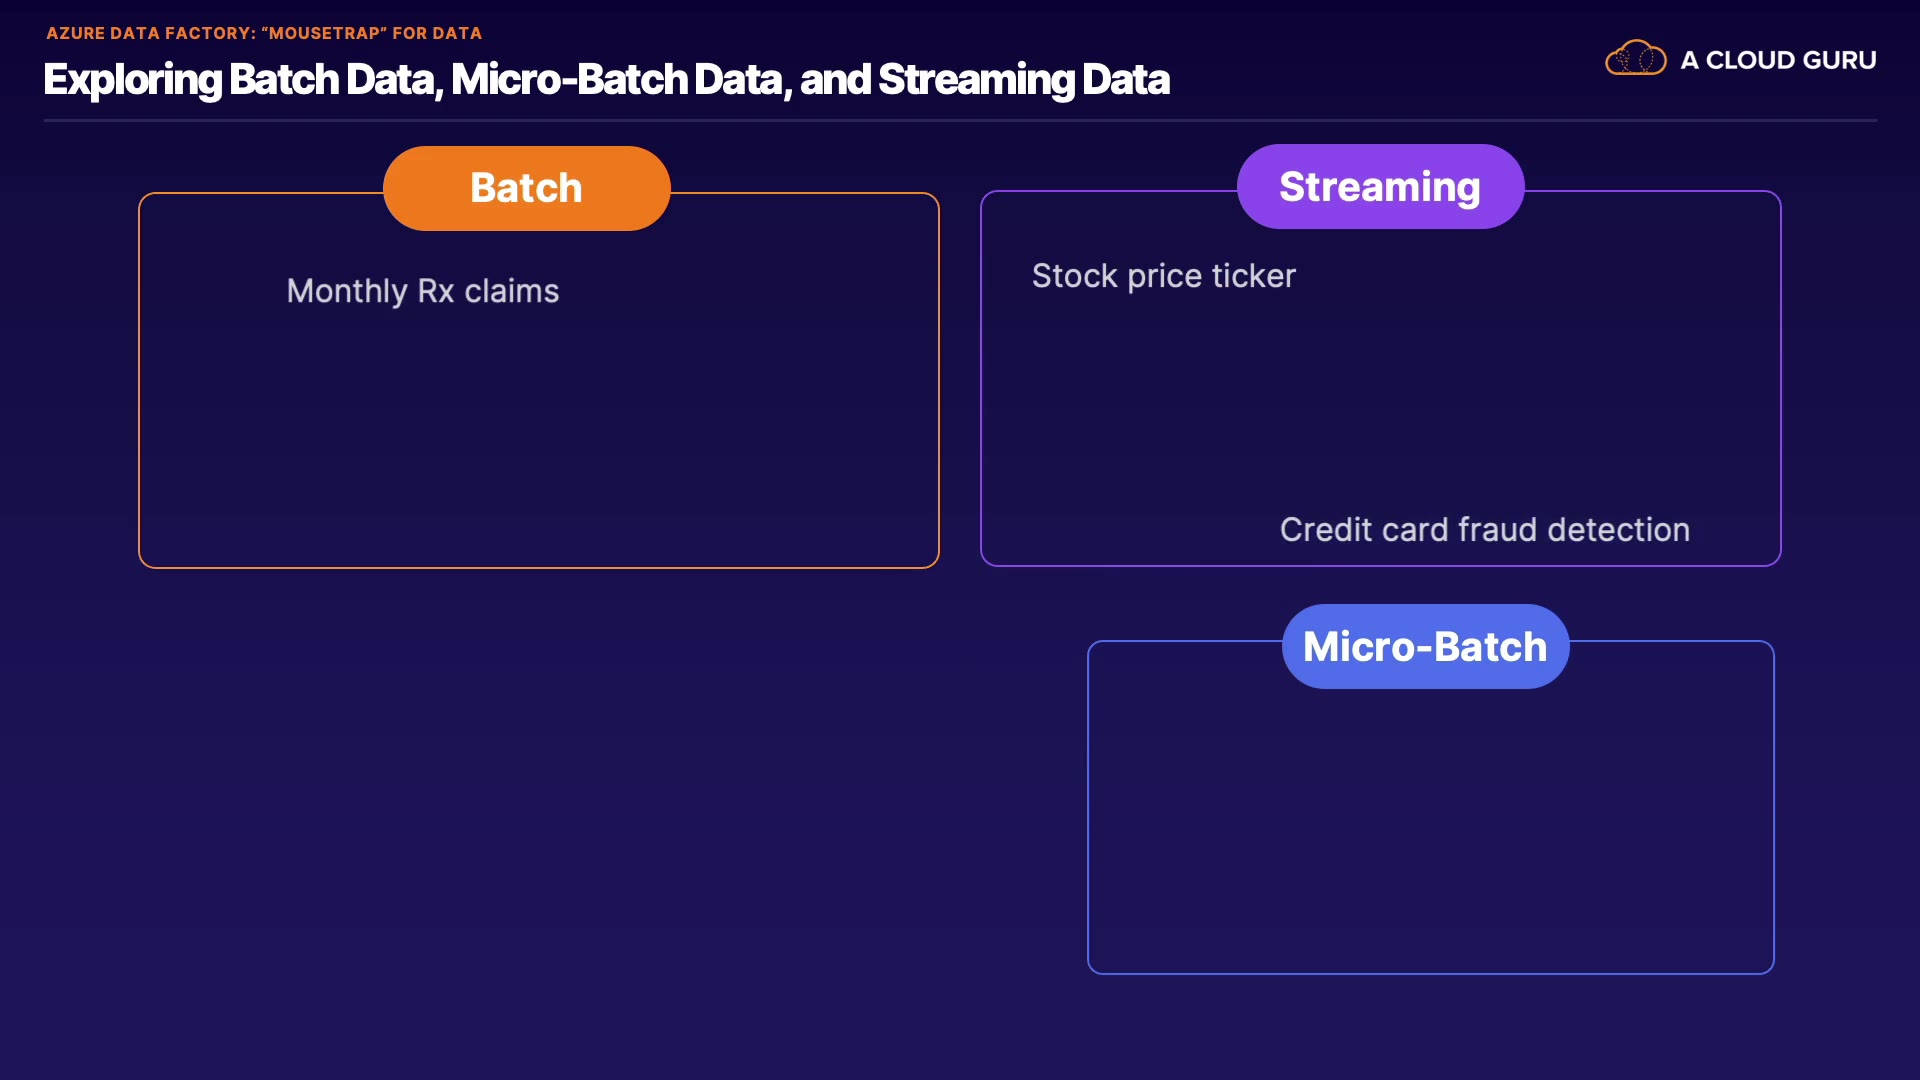 AZURE DATA FACTORY: “MOUSETRAP” FOR DATA
Exploring Batch Data, Micro-Batch Data, and Streaming Data
A CLOUD GURU
Batch
Monthly Rx claims
Streaming
Stock price ticker
Credit card fraud detection
Micro-Batch